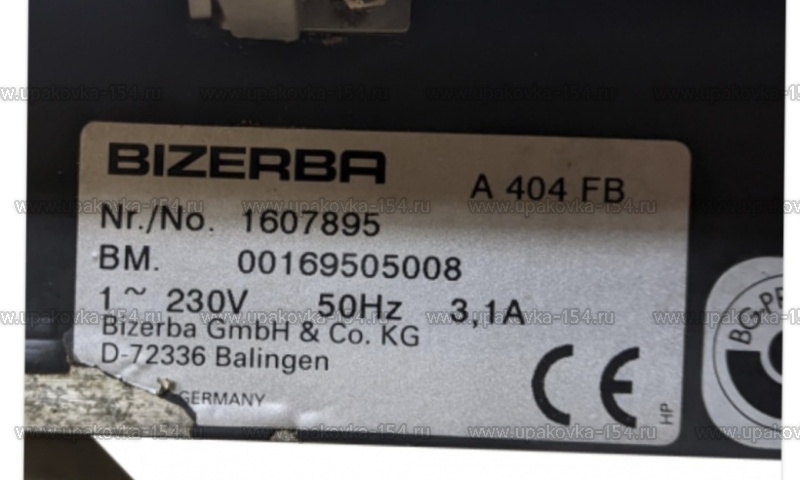 BIZERBA
A 404 FB
Nr./No. 1607895
BM. 00169505008
1 ~ 230V 50Hz 3,1A
Bizerba GmbH & Co. KG
D-72336 Balingen
GERMANY
CE
HP
www.upakovka-154.ru